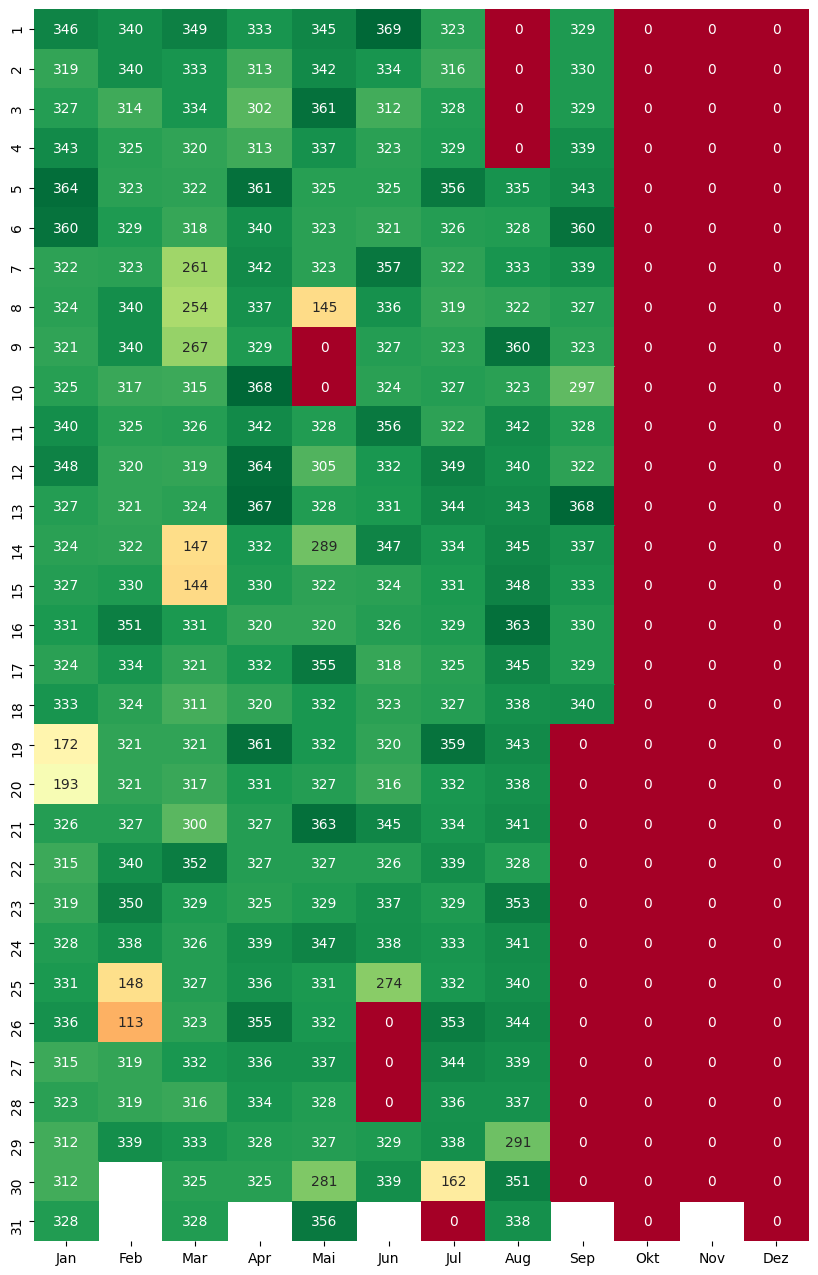 1 346 340 349 333 345 369 323 0 329 0 0 0
2 319 340 333 313 342 334 316 0 330 0 0 0
3 327 314 334 302 361 312 328 0 329 0 0 0
4 343 325 320 313 337 323 329 0 339 0 0 0
5 364 323 322 361 325 325 356 335 343 0 0 0
6 360 329 318 340 323 321 326 328 360 0 0 0
7 322 323 261 342 323 357 322 333 339 0 0 0
8 324 340 254 337 145 336 319 322 327 0 0 0
9 321 340 267 329 0 327 323 360 323 0 0 0
10 325 317 315 368 0 324 327 323 297 0 0 0
11 340 325 326 342 328 356 322 342 328 0 0 0
12 348 320 319 364 305 332 349 340 322 0 0 0
13 327 321 324 367 328 331 344 343 368 0 0 0
14 324 322 147 332 289 347 334 345 337 0 0 0
15 327 330 144 330 322 324 331 348 333 0 0 0
16 331 351 331 320 320 326 329 363 330 0 0 0
17 324 334 321 332 355 318 325 345 329 0 0 0
18 333 324 311 320 332 323 327 338 340 0 0 0
19 172 321 321 361 332 320 359 343 0 0 0 0
20 193 321 317 331 327 316 332 338 0 0 0 0
21 326 327 300 327 363 345 334 341 0 0 0 0
22 315 340 352 327 327 326 339 328 0 0 0 0
23 319 350 329 325 329 337 329 353 0 0 0 0
24 328 338 326 339 347 338 333 341 0 0 0 0
25 331 148 327 336 331 274 332 340 0 0 0 0
26 336 113 323 355 332 0 353 344 0 0 0 0
27 315 319 332 336 337 0 344 339 0 0 0 0
28 323 319 316 334 328 0 336 337 0 0 0 0
29 312 339 333 328 327 329 338 291 0 0 0 0
30 312 325 325 281 339 162 351 0 0 0 0
31 328 328 356 0 338 0 0
Jan Feb Mar Apr Mai Jun Jul Aug Sep Okt Nov Dez